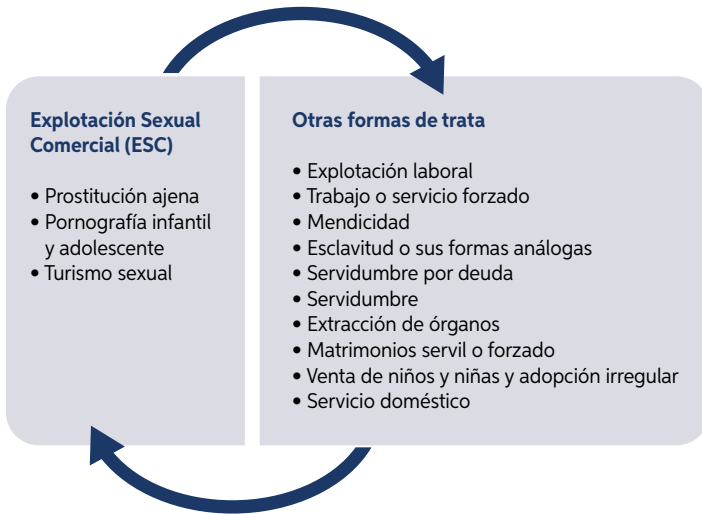 Explotación Sexual
Comercial (ESC)
• Prostitución ajena
• Pornografía infantil
y adolescente
• Turismo sexual
Otras formas de trata
• Explotación laboral
• Trabajo o servicio forzado
• Mendicidad
• Esclavitud o sus formas análogas
• Servidumbre por deuda
• Servidumbre
• Extracción de órganos
• Matrimonios servil o forzado
• Venta de niños y niñas y adopción irregular
• Servicio doméstico